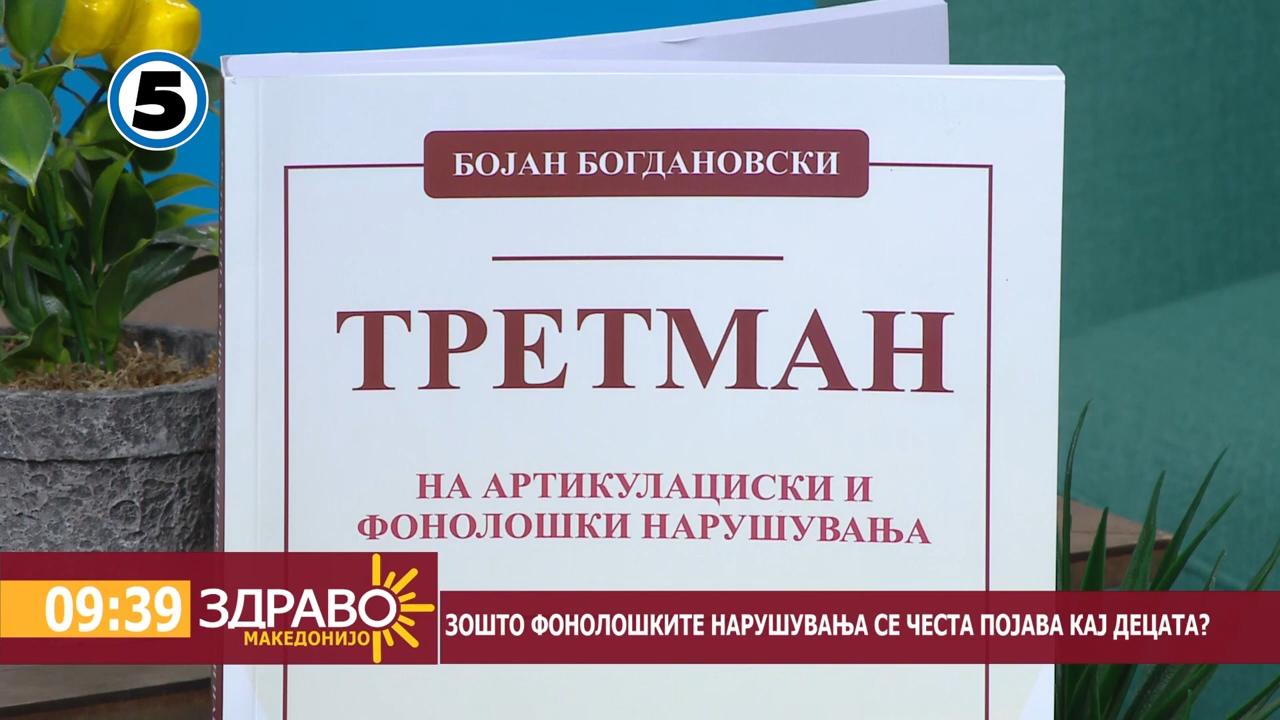 5
БОЈАН БОГДАНОВСКИ
ТРЕТМАН
НА АРТИКУЛАЦИСКИ И
ФОНОЛОШКИ НАРУШУВАЊА
09:39
ЗДРАВО
МАКЕДОНИЈО
ЗОШТО ФОНОЛОШКИТЕ НАРУШУВАЊА СЕ ЧЕСТА ПОЈАВА КАЈ ДЕЦАТА?